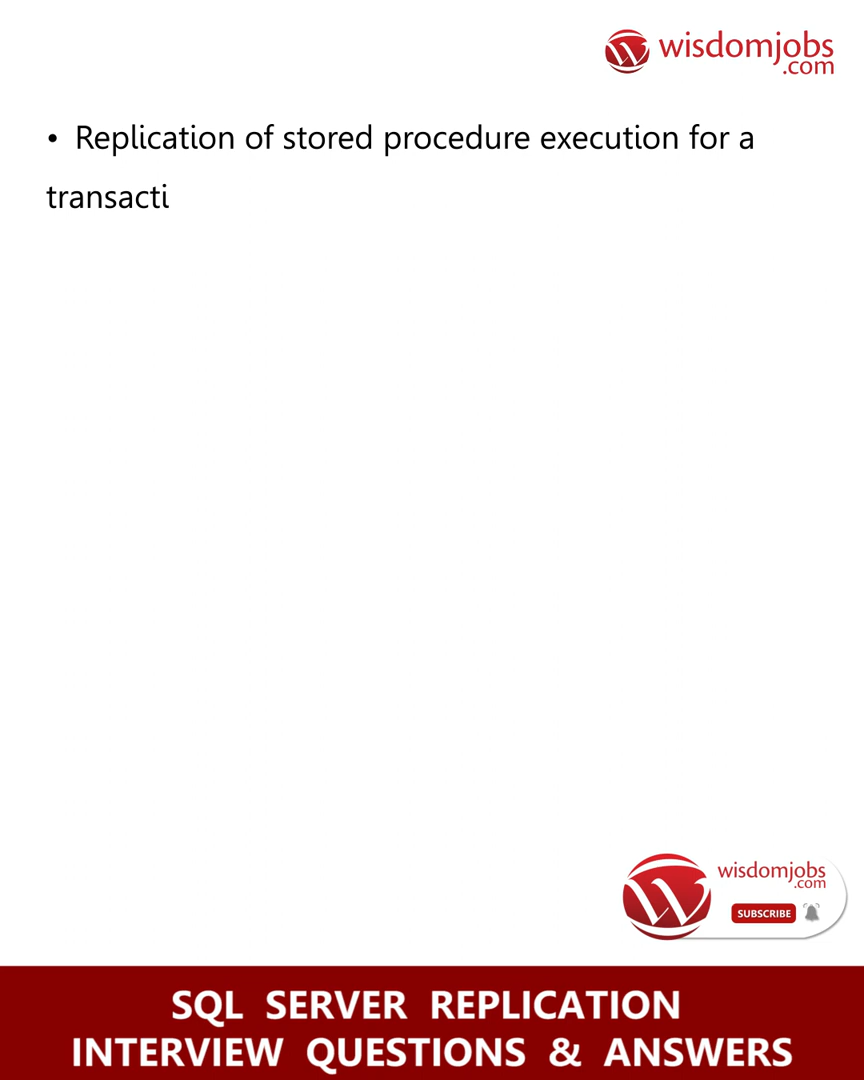 wisdomjobs
.com
• Replication of stored procedure execution for a
transacti
wisdomjobs
.com
SUBSCRIBE
SQL SERVER REPLICATION
INTERVIEW QUESTIONS & ANSWERS